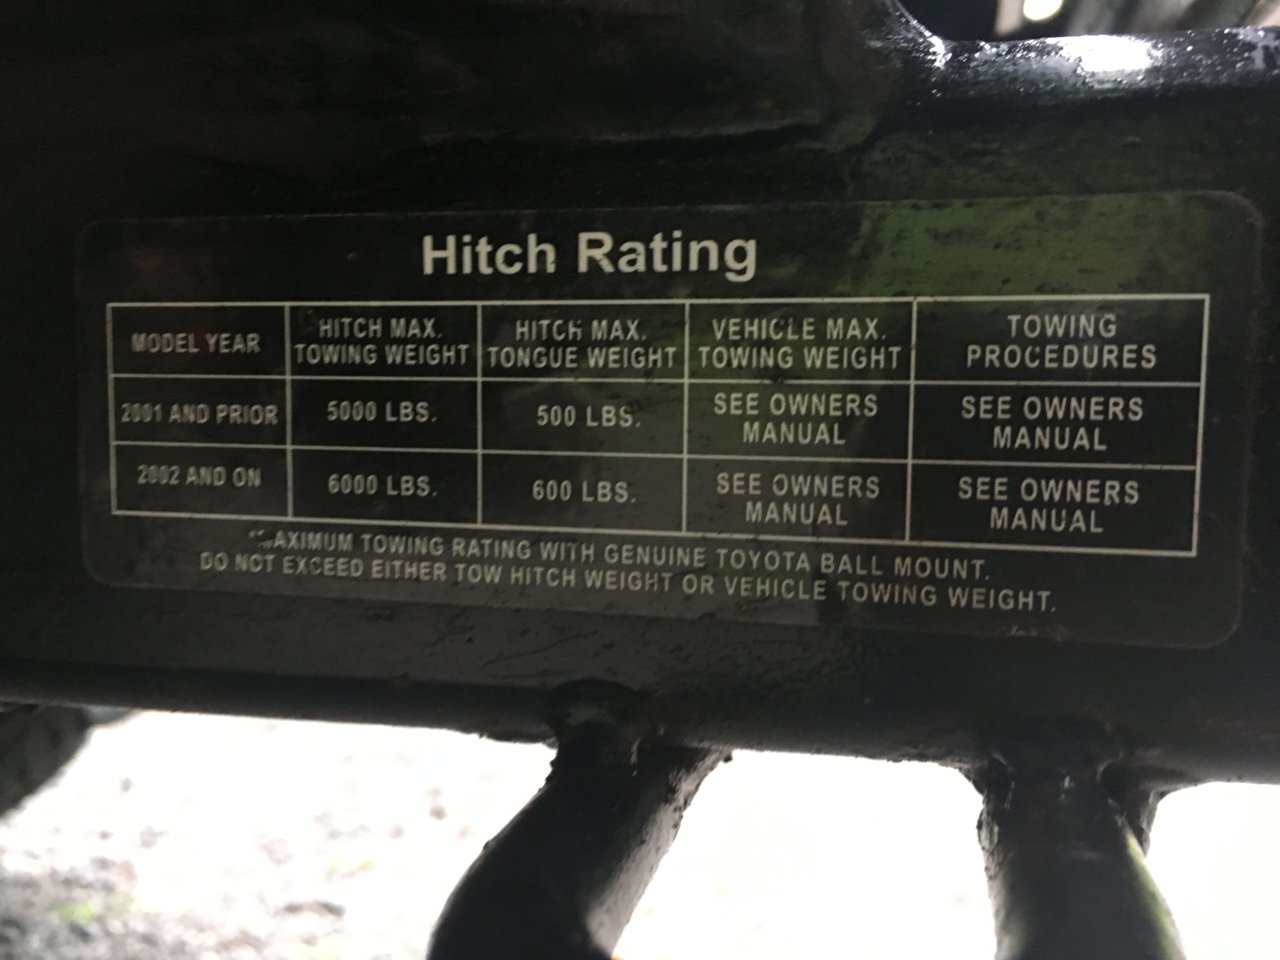 Hitch Rating
MODEL YEAR
HITCH MAX.
TOWING WEIGHT
HITCH MAX.
TONGUE WEIGHT
VEHICLE MAX.
TOWING WEIGHT
TOWING
PROCEDURES
2001 AND PRIOR
5000 LBS.
500 LBS.
SEE OWNERS
MANUAL
SEE OWNERS
MANUAL
2002 AND ON
6000 LBS.
600 LBS.
SEE OWNERS
MANUAL
SEE OWNERS
MANUAL
MAXIMUM TOWING RATING WITH GENUINE TOYOTA BALL MOUNT.
DO NOT EXCEED EITHER TOW HITCH WEIGHT OR VEHICLE TOWING WEIGHT.